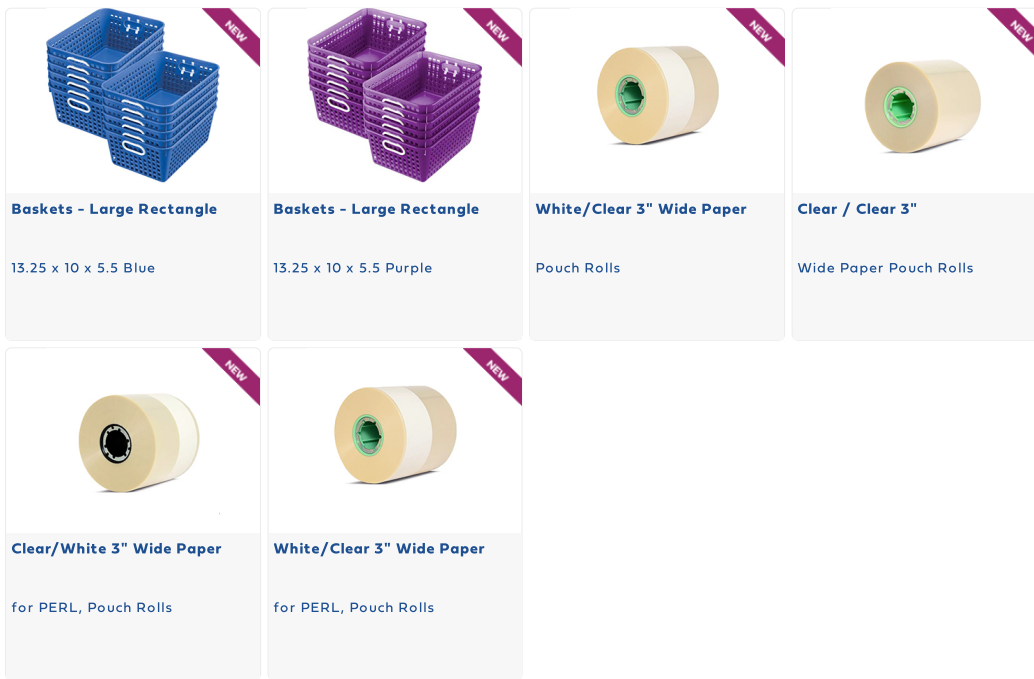 NEW
NEW
NEW
NEW
Baskets - Large Rectangle
13.25 x 10 x 5.5 Blue
Baskets - Large Rectangle
13.25 x 10 x 5.5 Purple
White/Clear 3" Wide Paper
Pouch Rolls
Clear / Clear 3"
Wide Paper Pouch Rolls
NEW
NEW
Clear/White 3" Wide Paper
for PERL, Pouch Rolls
White/Clear 3" Wide Paper
for PERL, Pouch Rolls